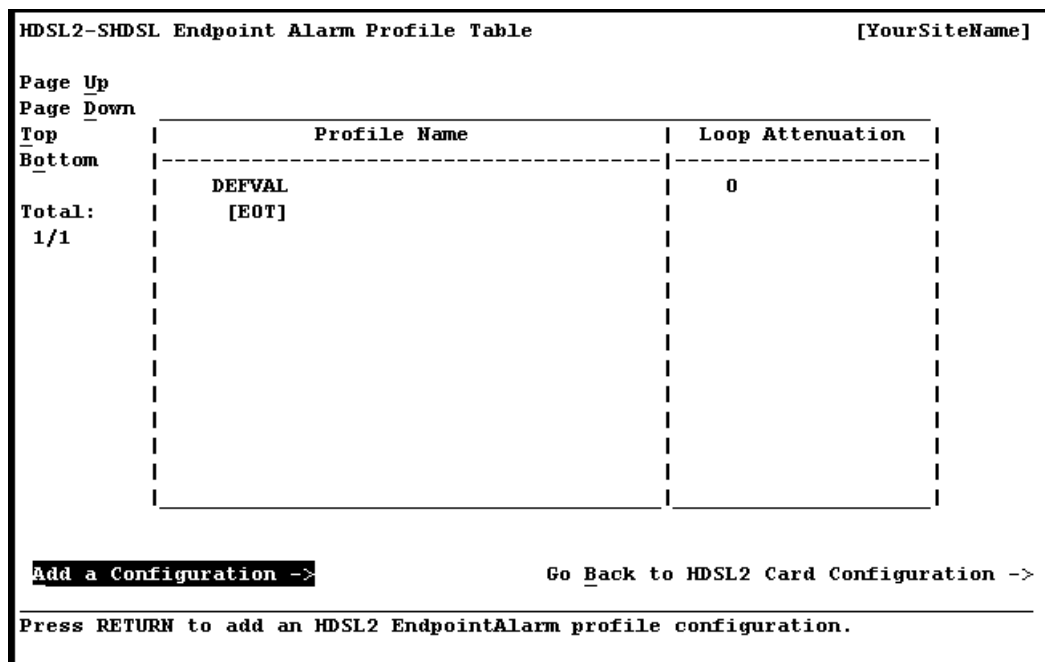 HDSL2-SHDSL Endpoint Alarm Profile Table [YourSiteName]
Page Up
Page Down
Top | Profile Name | Loop Attenuation |
Bottom |---------------------------------------|--------------------|
DEFVAL 0
Total: [EOT]
1/1
Add a Configuration -> Go Back to HDSL2 Card Configuration ->
Press RETURN to add an HDSL2 EndpointAlarm profile configuration.